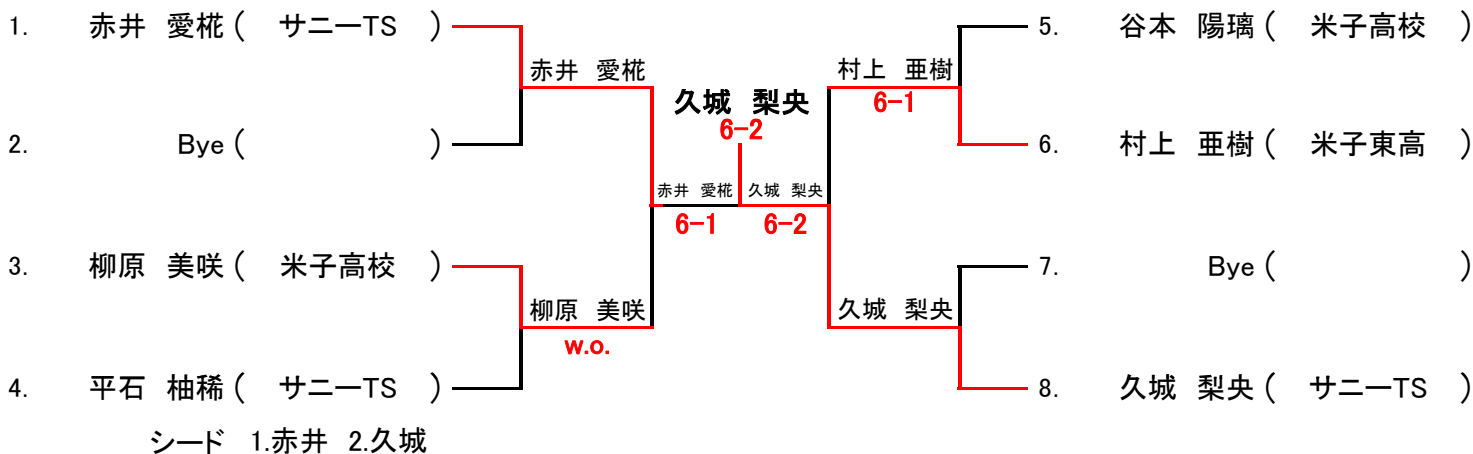 1. 赤井 愛椛 ( サニーTS )
5. 谷本 陽璃 ( 米子高校 )
赤井 愛椛
村上 亜樹
久城 梨央
6-1
6-2
2. Bye ( )
6. 村上 亜樹 ( 米子東高 )
赤井 愛椛
久城 梨央
6-1
6-2
3. 柳原 美咲 ( 米子高校 )
7. Bye ( )
柳原 美咲
久城 梨央
w.o.
4. 平石 柚稀 ( サニーTS )
8. 久城 梨央 ( サニーTS )
シード 1.赤井 2.久城